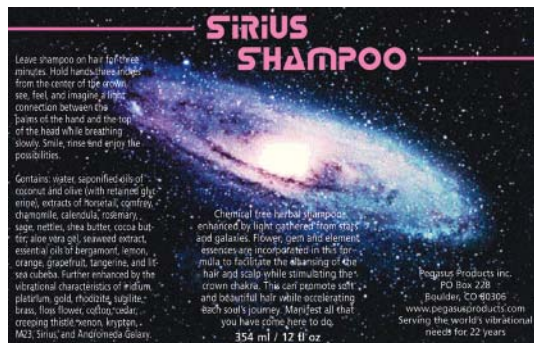 SIRIUS
SHAMPOO
Leave shampoo on hair for three
minutes. Hold hands three inches
from the center of the crown,
see, feel, and imagine a light
connection between the
palms of the hand and the top
of the head while breathing
slowly. Smile, rinse and enjoy the
possibilities.
Contains: water, saponified oils of
coconut and olive (with retained glyc
erine), extracts of horsetail, comfrey,
chamomile, calendula, rosemary,
sage, nettles, shea butter, cocoa but-
ter, aloe vera gel, seaweed extract,
essential oils of bergamont, lemon,
orange, grapefruit, tangerine, and lit-
sea cubeba. Further enhanced by the
vibrational characteristics of iridium,
platinum, gold, rhodizite, sugilite,
brass, floss flower, cotton, cedar,
creeping thistle, xenon, krypten,
M23, Sirius, and Andromeda Galaxy.
Chemical free herbal shampoo
enhanced by light gathered from stars
and galaxies. Flower, gem and element
essences are incorporated in this for-
mula to facilitate the cleansing of the
hair and scalp while stimulating the
crown chakra. This can promote soft
and beautiful hair while accelerating
each soul's journey. Manifest all that
you have come here to do.
354 ml / 12 fl oz
Pegasus Products inc.
PO Box 228
Boulder, CO 80306
www.pegasusproducts.com
Serving the world's vibrational
needs for 22 years